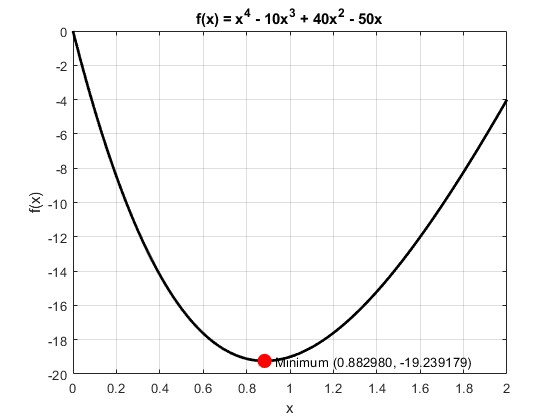 f(x) = x⁴ - 10x³ + 40x² - 50x
0
-2
-4
-6
-8
-10
-12
-14
-16
-18
-20
f(x)
Minimum (0.882980, -19.239179)
0 0.2 0.4 0.6 0.8 1 1.2 1.4 1.6 1.8 2
x